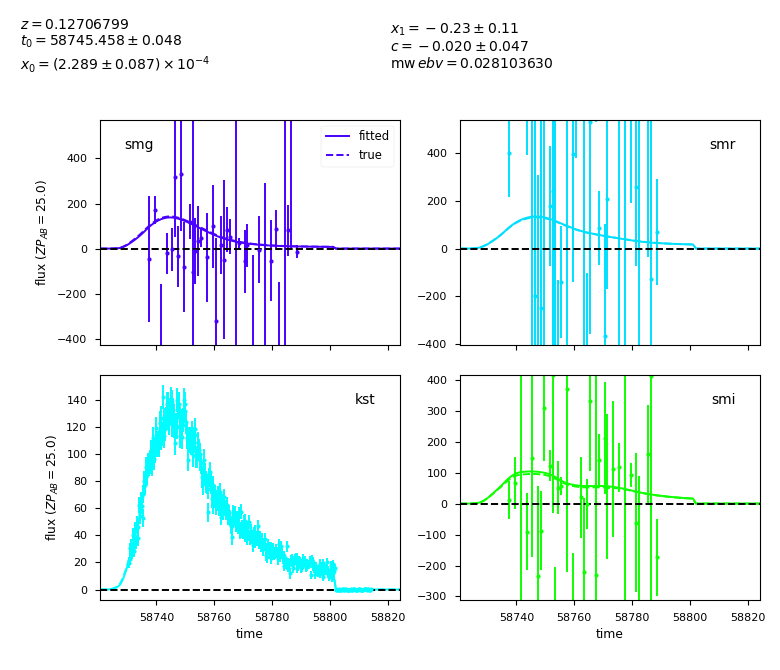 z = 0.12706799
t₀ = 58745.458 ± 0.048
x₀ = (2.289 ± 0.087) × 10⁻⁴
x₁ = −0.23 ± 0.11
c = −0.020 ± 0.047
mw ebv = 0.028103630
smg
fitted
true
400
200
0
−200
−400
flux (ZP_AB = 25.0)
smr
400
200
0
−200
−400
kst
140
120
100
80
60
40
20
0
flux (ZP_AB = 25.0)
58740 58760 58780 58800 58820
time
smi
400
300
200
100
0
−100
−200
−300
58740 58760 58780 58800 58820
time